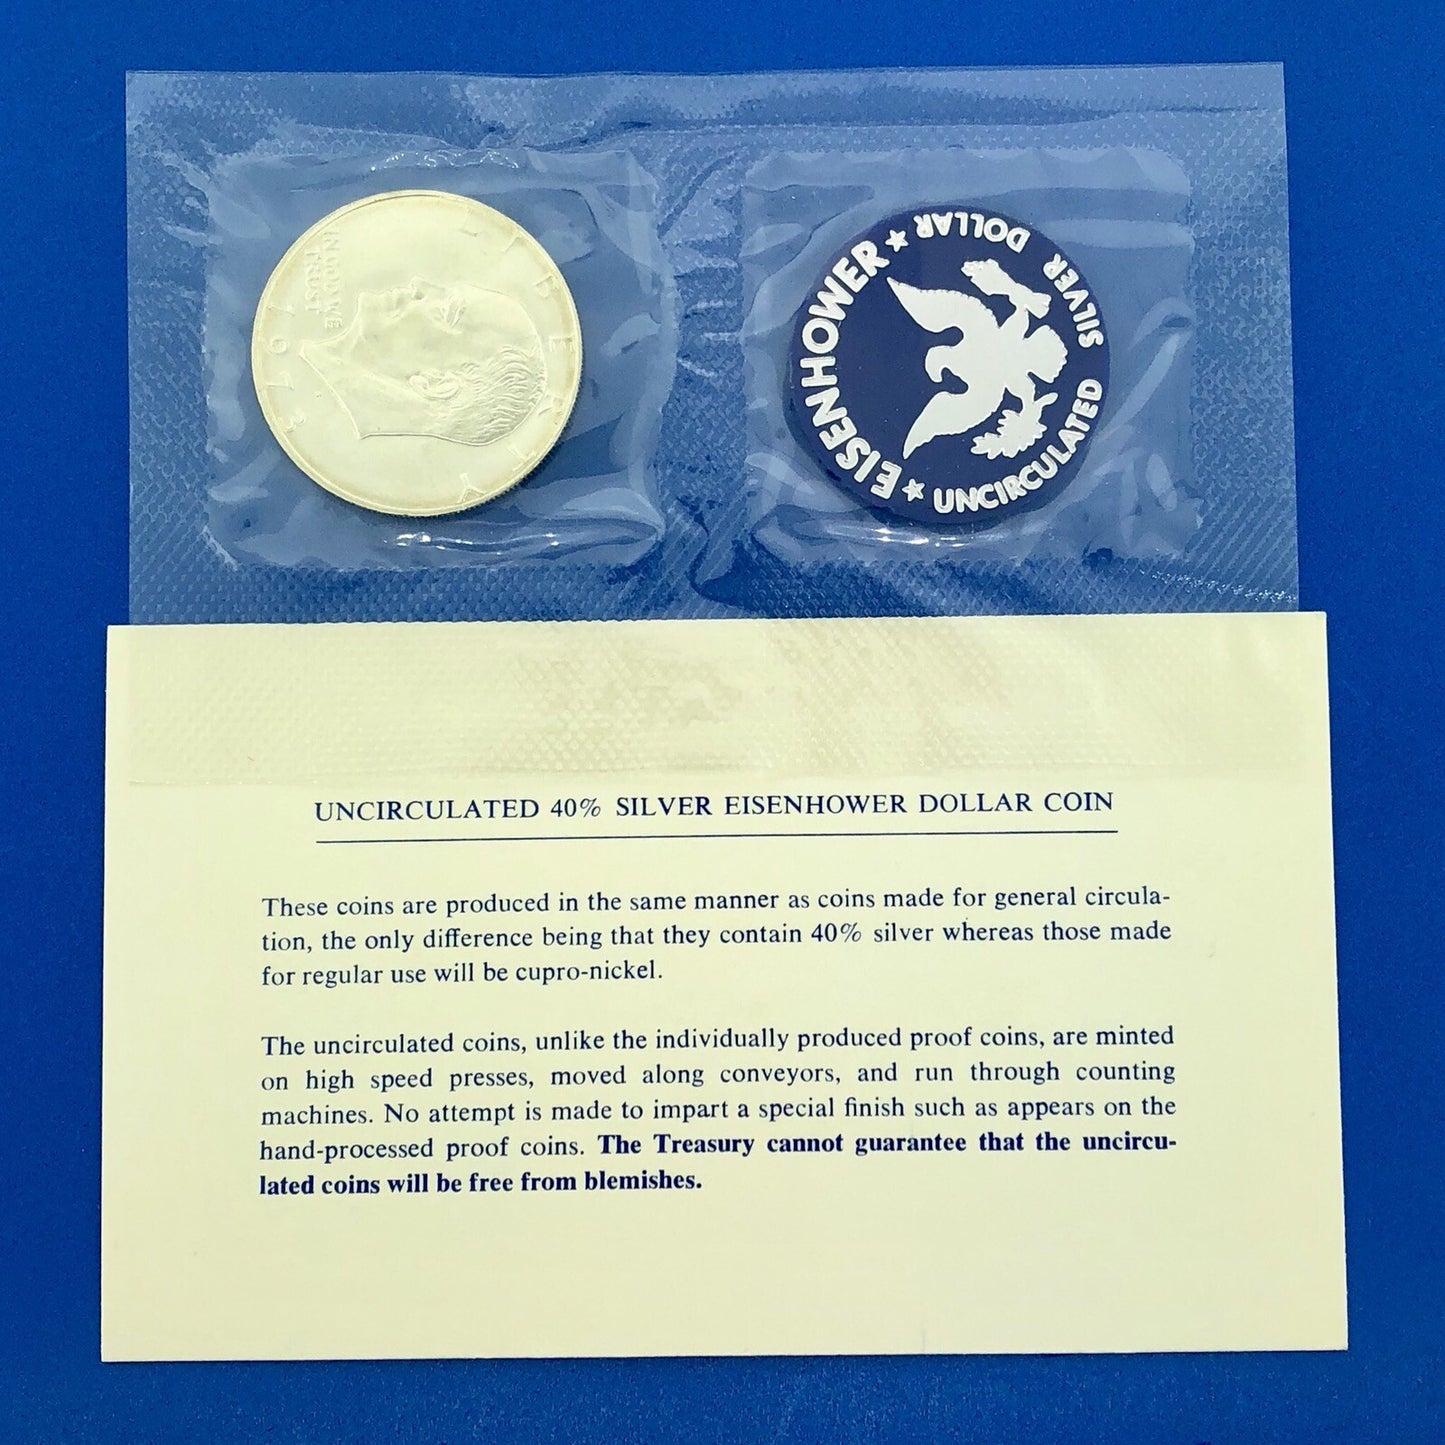 LIBERTY
IN GOD WE
TRUST
1973
EISENHOWER ★ DOLLAR
SILVER
UNCIRCULATED ★
UNCIRCULATED 40% SILVER EISENHOWER DOLLAR COIN
These coins are produced in the same manner as coins made for general circula-
tion, the only difference being that they contain 40% silver whereas those made
for regular use will be cupro-nickel.
The uncirculated coins, unlike the individually produced proof coins, are minted
on high speed presses, moved along conveyors, and run through counting
machines. No attempt is made to impart a special finish such as appears on the
hand-processed proof coins. The Treasury cannot guarantee that the uncircu-
lated coins will be free from blemishes.